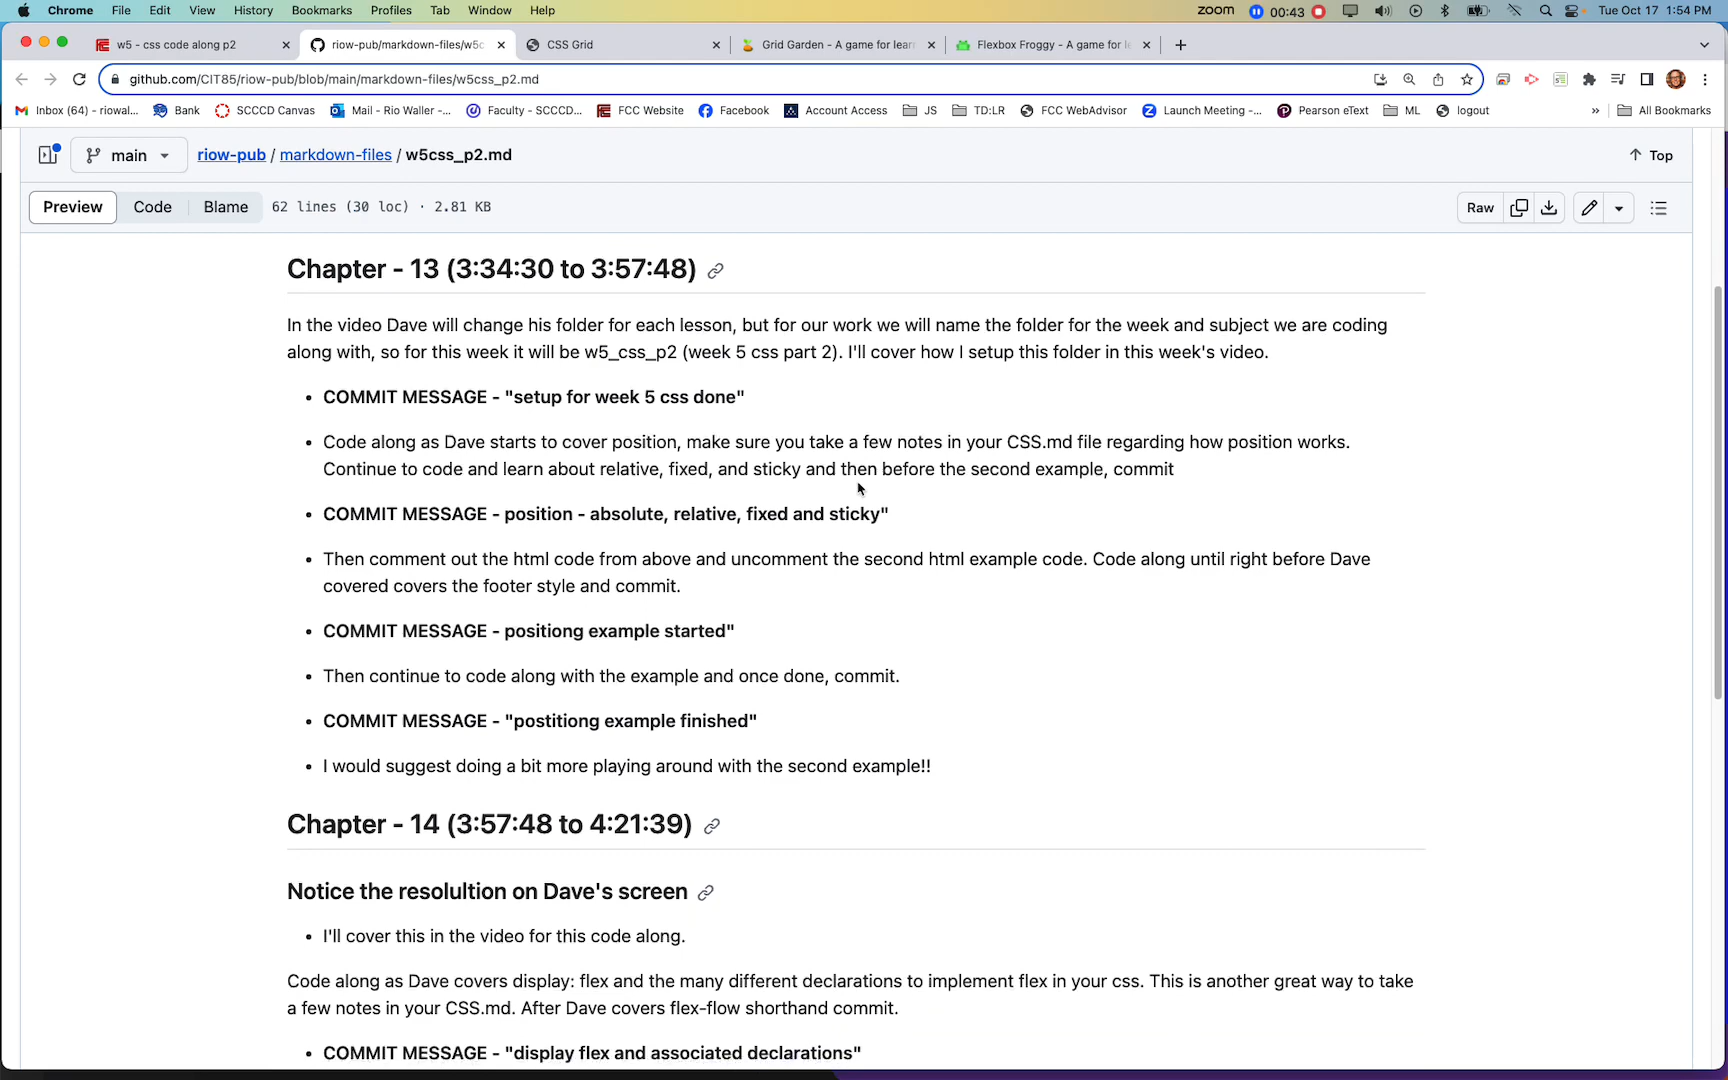 Chrome File Edit View History Bookmarks Profiles Tab Window Help zoom 00:43 Tue Oct 17 1:54 PM
w5 - css code along p2 riow-pub/markdown-files/w5c CSS Grid Grid Garden - A game for lear Flexbox Froggy - A game for l
github.com/CIT85/riow-pub/blob/main/markdown-files/w5css_p2.md
Inbox (64) - riowal... Bank SCCCD Canvas Mail - Rio Waller -... Faculty - SCCCD... FCC Website Facebook Account Access JS TD:LR FCC WebAdvisor Launch Meeting -... Pearson eText ML logout » All Bookmarks
main riow-pub / markdown-files / w5css_p2.md Top
Preview Code Blame 62 lines (30 loc) · 2.81 KB Raw
Chapter - 13 (3:34:30 to 3:57:48)
In the video Dave will change his folder for each lesson, but for our work we will name the folder for the week and subject we are coding
along with, so for this week it will be w5_css_p2 (week 5 css part 2). I'll cover how I setup this folder in this week's video.
• COMMIT MESSAGE - "setup for week 5 css done"
• Code along as Dave starts to cover position, make sure you take a few notes in your CSS.md file regarding how position works.
Continue to code and learn about relative, fixed, and sticky and then before the second example, commit
• COMMIT MESSAGE - position - absolute, relative, fixed and sticky"
• Then comment out the html code from above and uncomment the second html example code. Code along until right before Dave
covered covers the footer style and commit.
• COMMIT MESSAGE - positiong example started"
• Then continue to code along with the example and once done, commit.
• COMMIT MESSAGE - "postitiong example finished"
• I would suggest doing a bit more playing around with the second example!!
Chapter - 14 (3:57:48 to 4:21:39)
Notice the resolultion on Dave's screen
• I'll cover this in the video for this code along.
Code along as Dave covers display: flex and the many different declarations to implement flex in your css. This is another great way to take
a few notes in your CSS.md. After Dave covers flex-flow shorthand commit.
• COMMIT MESSAGE - "display flex and associated declarations"